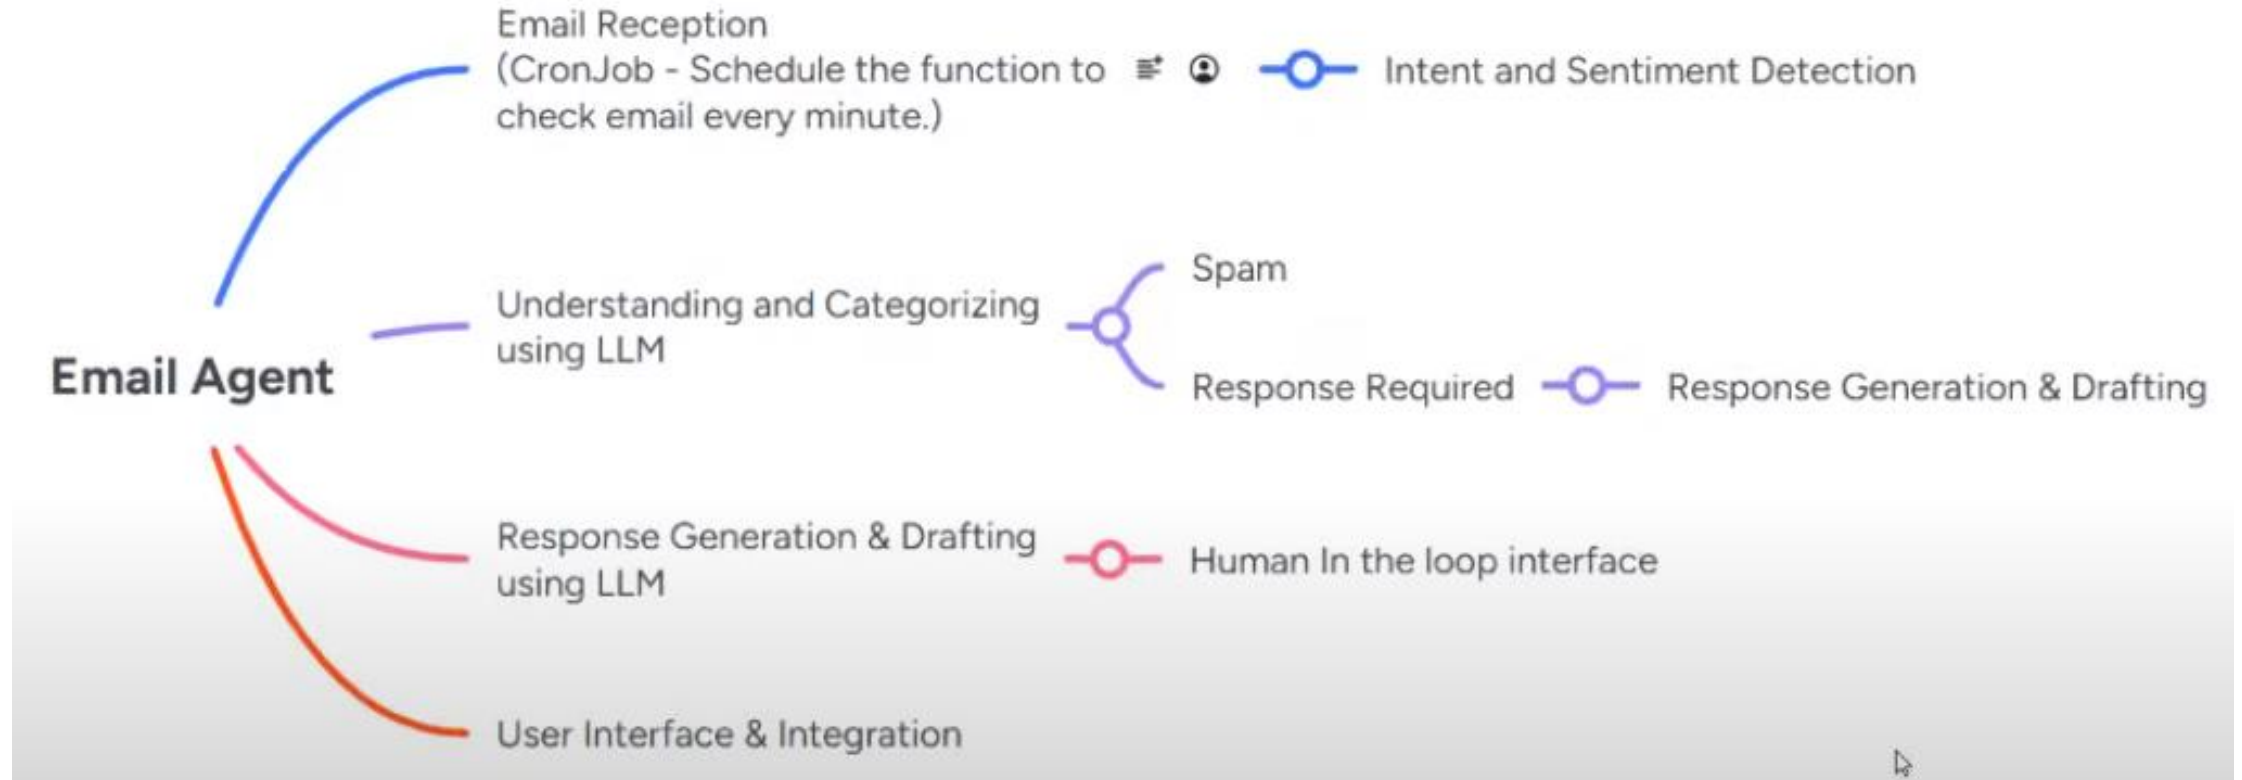 Email Reception
(CronJob - Schedule the function to
check email every minute.)
Intent and Sentiment Detection
Spam
Understanding and Categorizing
using LLM
Email Agent
Response Required
Response Generation & Drafting
Response Generation & Drafting
using LLM
Human In the loop interface
User Interface & Integration